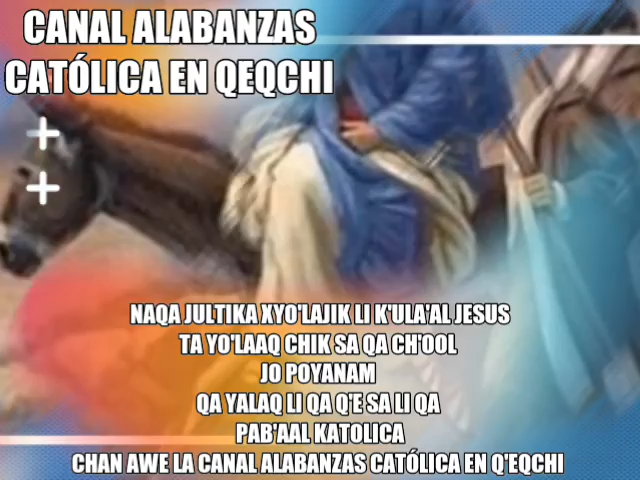 CANAL ALABANZAS
CATÓLICA EN QEQCHI
NAQA JULTIKA XYO'LAJIK LI K'ULA'AL JESUS
TA YO'LAAQ CHIK SA QA CH'OOL
JO POYANAM
QA YALAQ LI QA Q'E SA LI QA
PAB'AAL KATOLICA
CHAN AWE LA CANAL ALABANZAS CATÓLICA EN Q'EQCHI